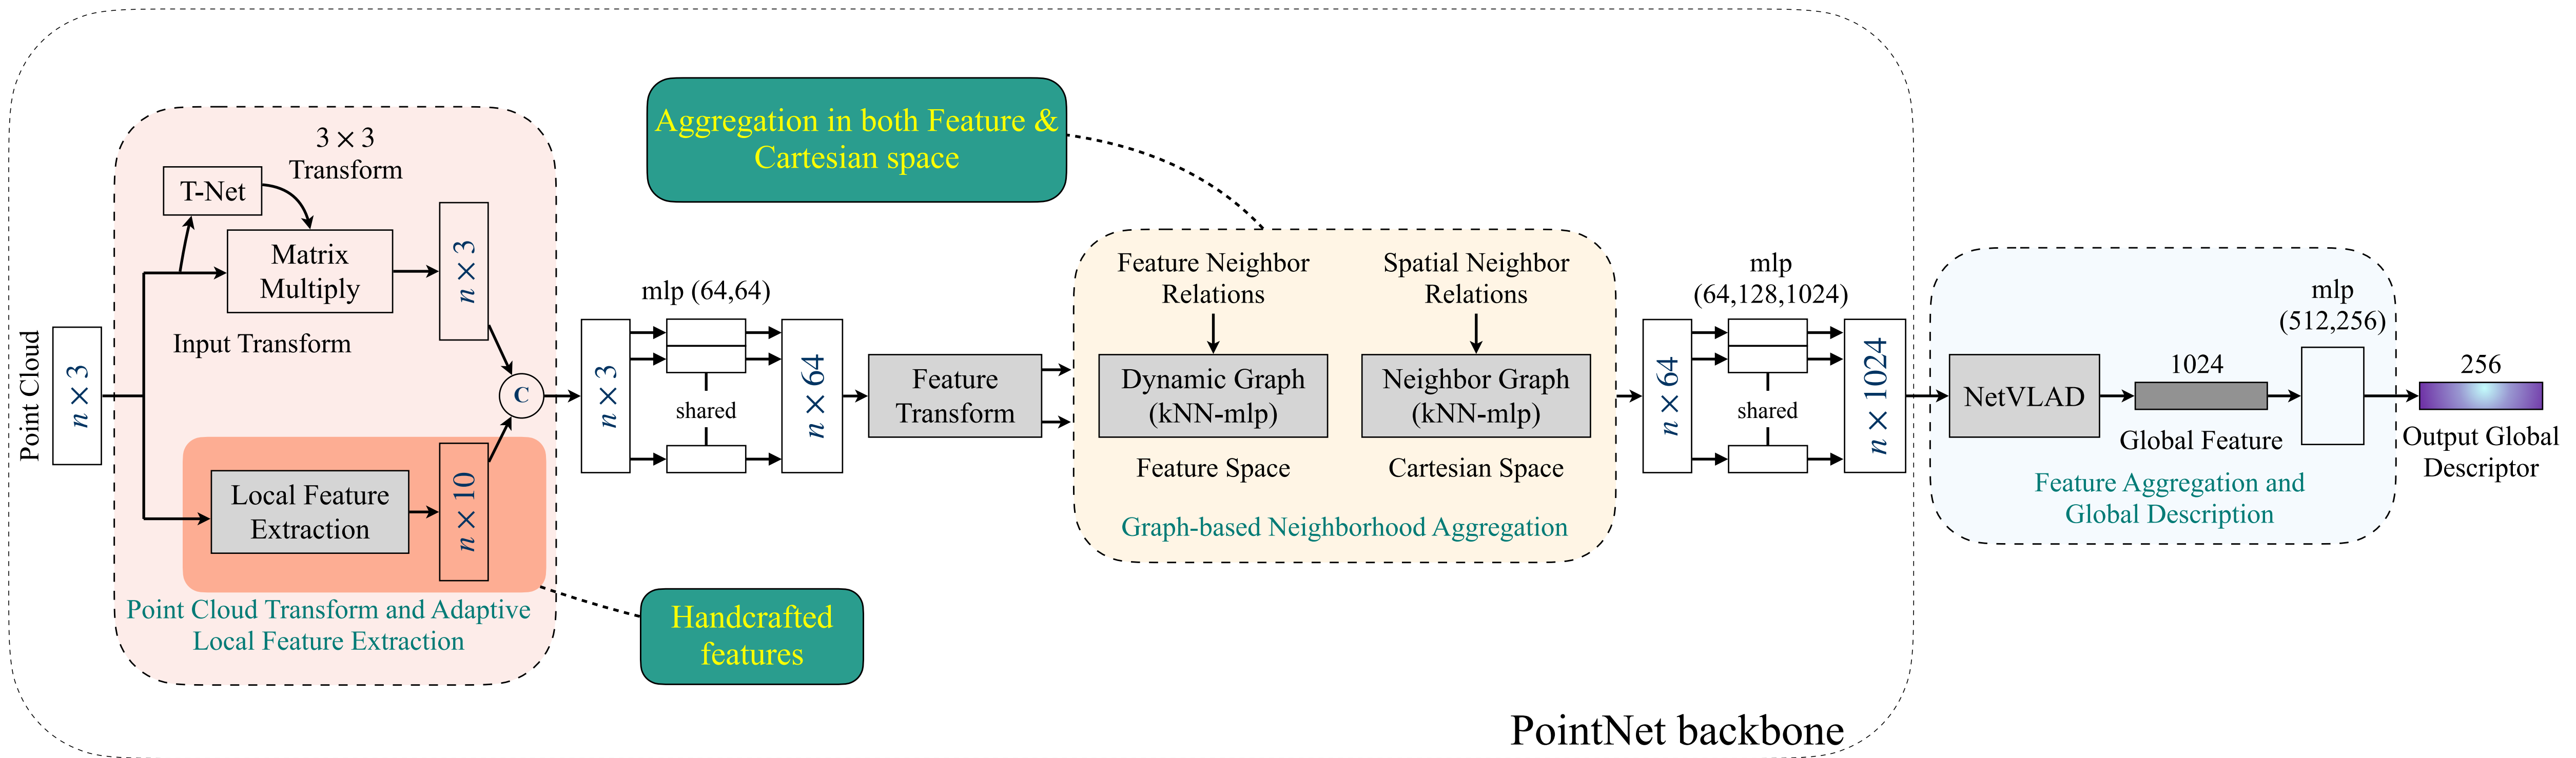 Point Cloud
n × 3
3 × 3
Transform
T-Net
Matrix
Multiply
n × 3
Input Transform
Local Feature
Extraction
n × 10
C
Point Cloud Transform and Adaptive
Local Feature Extraction
Handcrafted
features
mlp (64,64)
n × 3
shared
n × 64
Feature
Transform
Aggregation in both Feature &
Cartesian space
Feature Neighbor
Relations
Dynamic Graph
(kNN-mlp)
Feature Space
Spatial Neighbor
Relations
Neighbor Graph
(kNN-mlp)
Cartesian Space
Graph-based Neighborhood Aggregation
mlp
(64,128,1024)
n × 64
shared
n × 1024
PointNet backbone
NetVLAD
1024
Global Feature
mlp
(512,256)
Feature Aggregation and
Global Description
256
Output Global
Descriptor